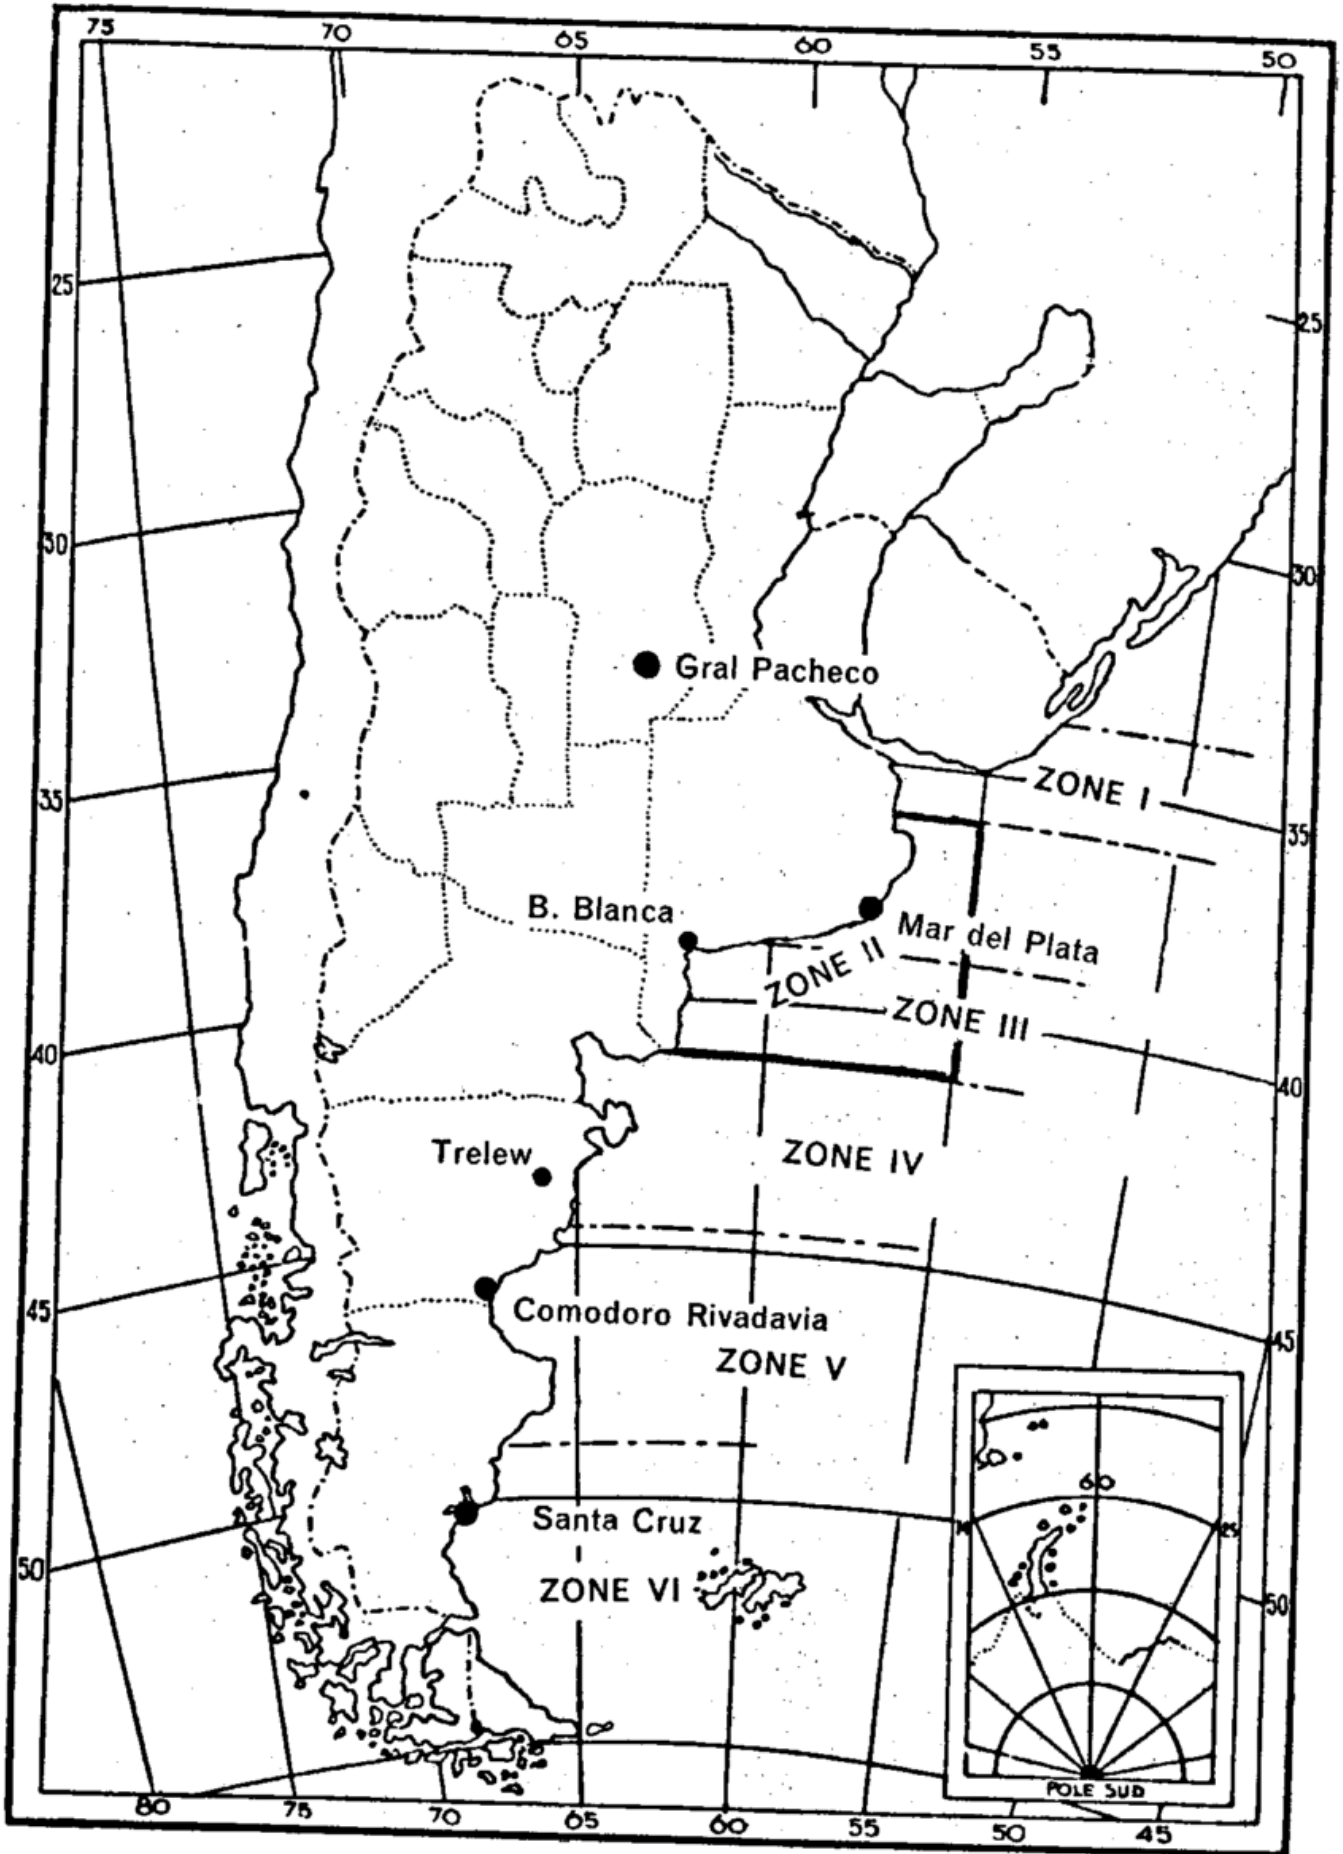 75 70 65 60 55 50
25
25
30
30
Gral Pacheco
ZONE I
35
35
B. Blanca
Mar del Plata
ZONE II
ZONE III
40
40
Trelew
ZONE IV
45
45
Comodoro Rivadavia
ZONE V
60
25
Santa Cruz
50
50
ZONE VI
POLE SUD
80 75 70 65 60 55 50 45